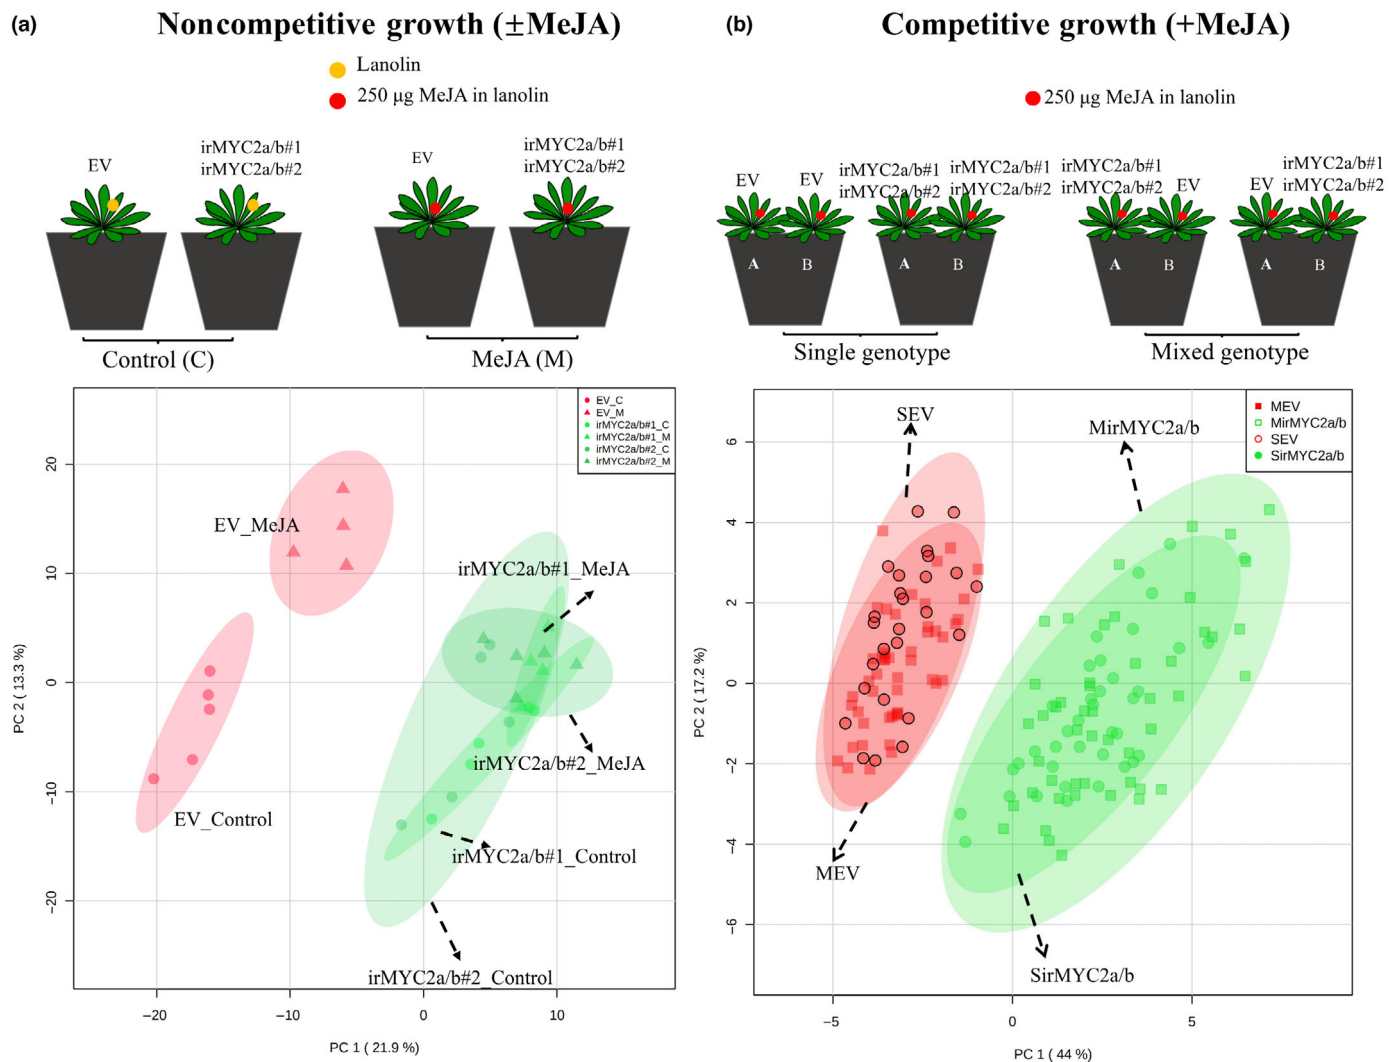 (a) Noncompetitive growth (±MeJA)
Lanolin
250 µg MeJA in lanolin
EV
irMYC2a/b#1
irMYC2a/b#2
EV
irMYC2a/b#1
irMYC2a/b#2
Control (C)
MeJA (M)
EV_C
EV_M
irMYC2a/b#1_C
irMYC2a/b#1_M
irMYC2a/b#2_C
irMYC2a/b#2_M
EV_MeJA
irMYC2a/b#1_MeJA
irMYC2a/b#2_MeJA
EV_Control
irMYC2a/b#1_Control
irMYC2a/b#2_Control
PC 2 ( 13.3 %)
20
10
0
−10
−20
−20 −10 0 10
PC 1 ( 21.9 %)
(b) Competitive growth (+MeJA)
250 µg MeJA in lanolin
EV
EV
irMYC2a/b#1
irMYC2a/b#2
irMYC2a/b#1
irMYC2a/b#2
irMYC2a/b#1
irMYC2a/b#2
EV
EV
irMYC2a/b#1
irMYC2a/b#2
A B A B A B A B
Single genotype
Mixed genotype
MEV
MirMYC2a/b
SEV
SirMYC2a/b
SEV
MirMYC2a/b
MEV
SirMYC2a/b
PC 2 ( 17.2 %)
6
4
2
0
−2
−4
−6
−5 0 5
PC 1 ( 44 %)